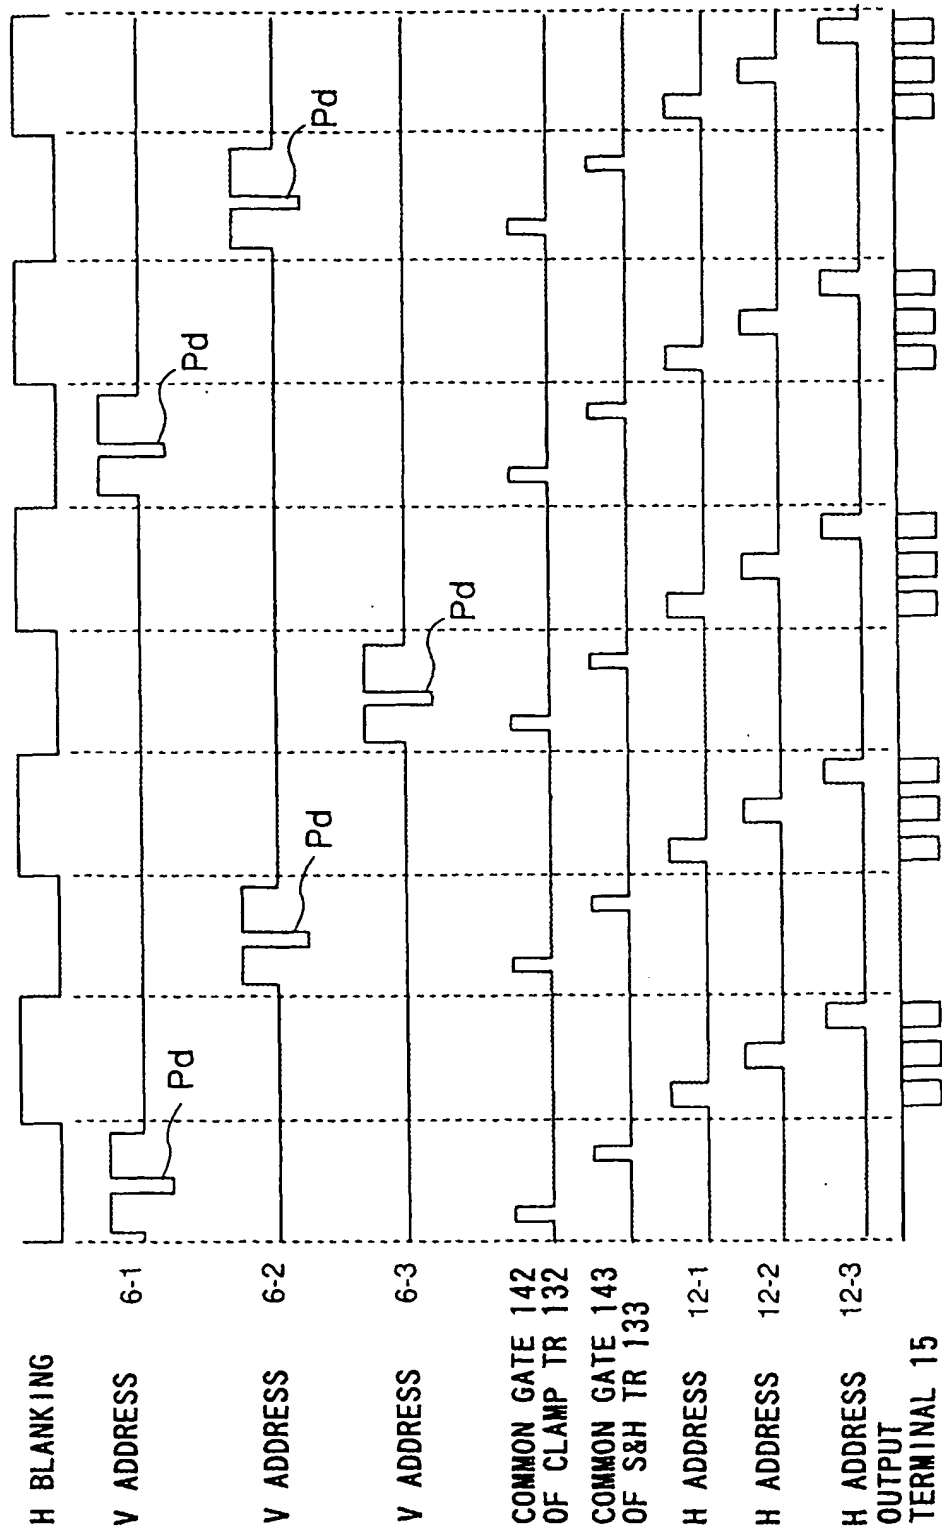 H BLANKING
V ADDRESS 6-1
Pd
Pd
V ADDRESS 6-2
Pd
Pd
V ADDRESS 6-3
Pd
COMMON GATE 142
OF CLAMP TR 132
COMMON GATE 143
OF S&H TR 133
H ADDRESS 12-1
H ADDRESS 12-2
H ADDRESS 12-3
OUTPUT
TERMINAL 15